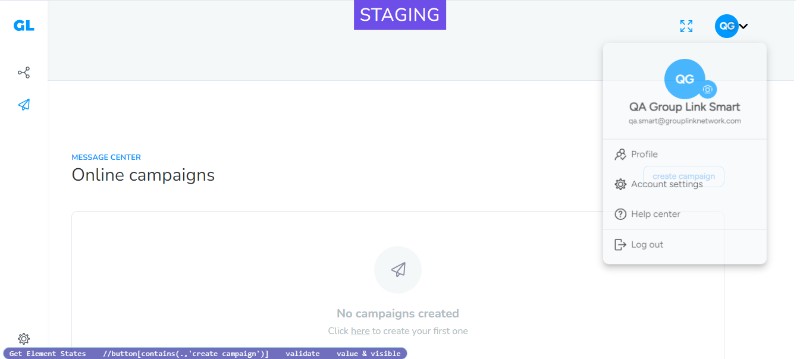 GL
STAGING
QG
QG
QA Group Link Smart
qa.smart@grouplinknetwork.com
Profile
create campaign
Account settings
Help center
Log out
MESSAGE CENTER
Online campaigns
No campaigns created
Click here to create your first one
Get Element States //button[contains(.,'create campaign')] validate value & visible